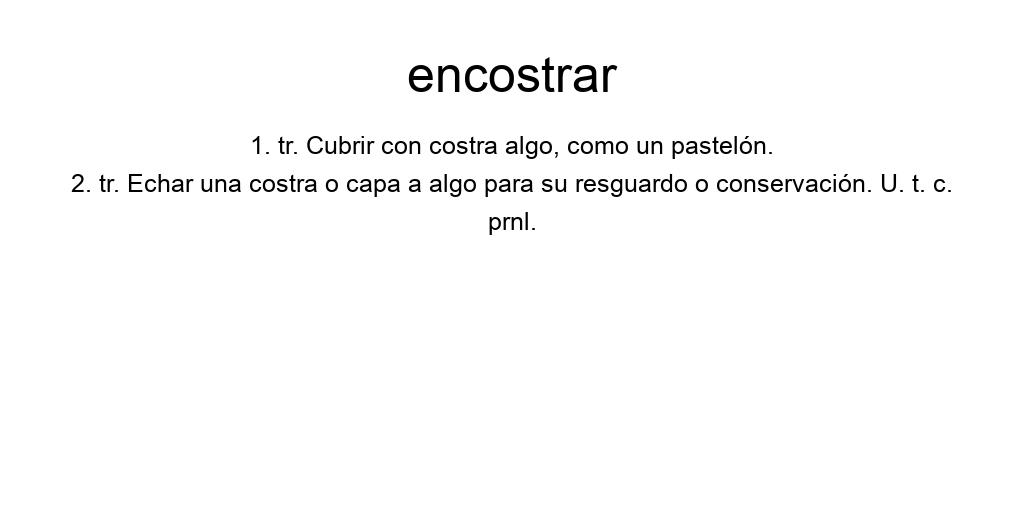 encostrar
1. tr. Cubrir con costra algo, como un pastelón.
2. tr. Echar una costra o capa a algo para su resguardo o conservación. U. t. c.
prnl.